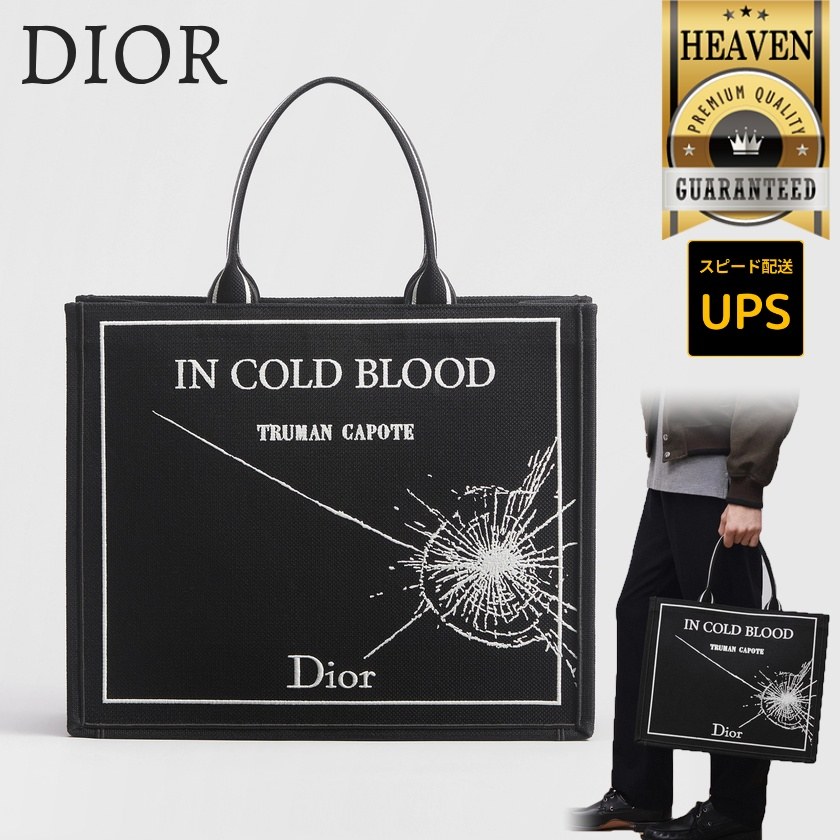 DIOR
HEAVEN
PREMIUM QUALITY
GUARANTEED
スピード配送
UPS
IN COLD BLOOD
TRUMAN CAPOTE
Dior
IN COLD BLOOD
TRUMAN CAPOTE
Dior